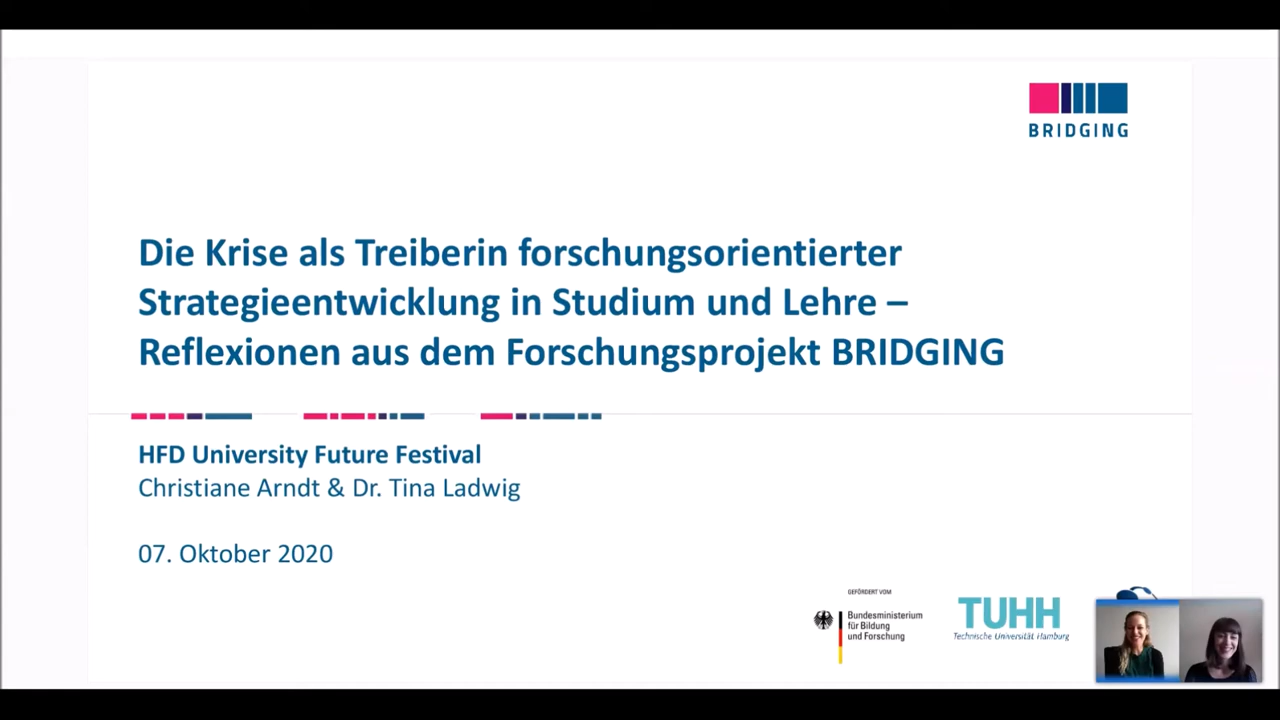 BRIDGING
Die Krise als Treiberin forschungsorientierter
Strategieentwicklung in Studium und Lehre –
Reflexionen aus dem Forschungsprojekt BRIDGING
HFD University Future Festival
Christiane Arndt & Dr. Tina Ladwig
07. Oktober 2020
GEFÖRDERT VOM
Bundesministerium
für Bildung
und Forschung
TUHH
Technische Universität Hamburg